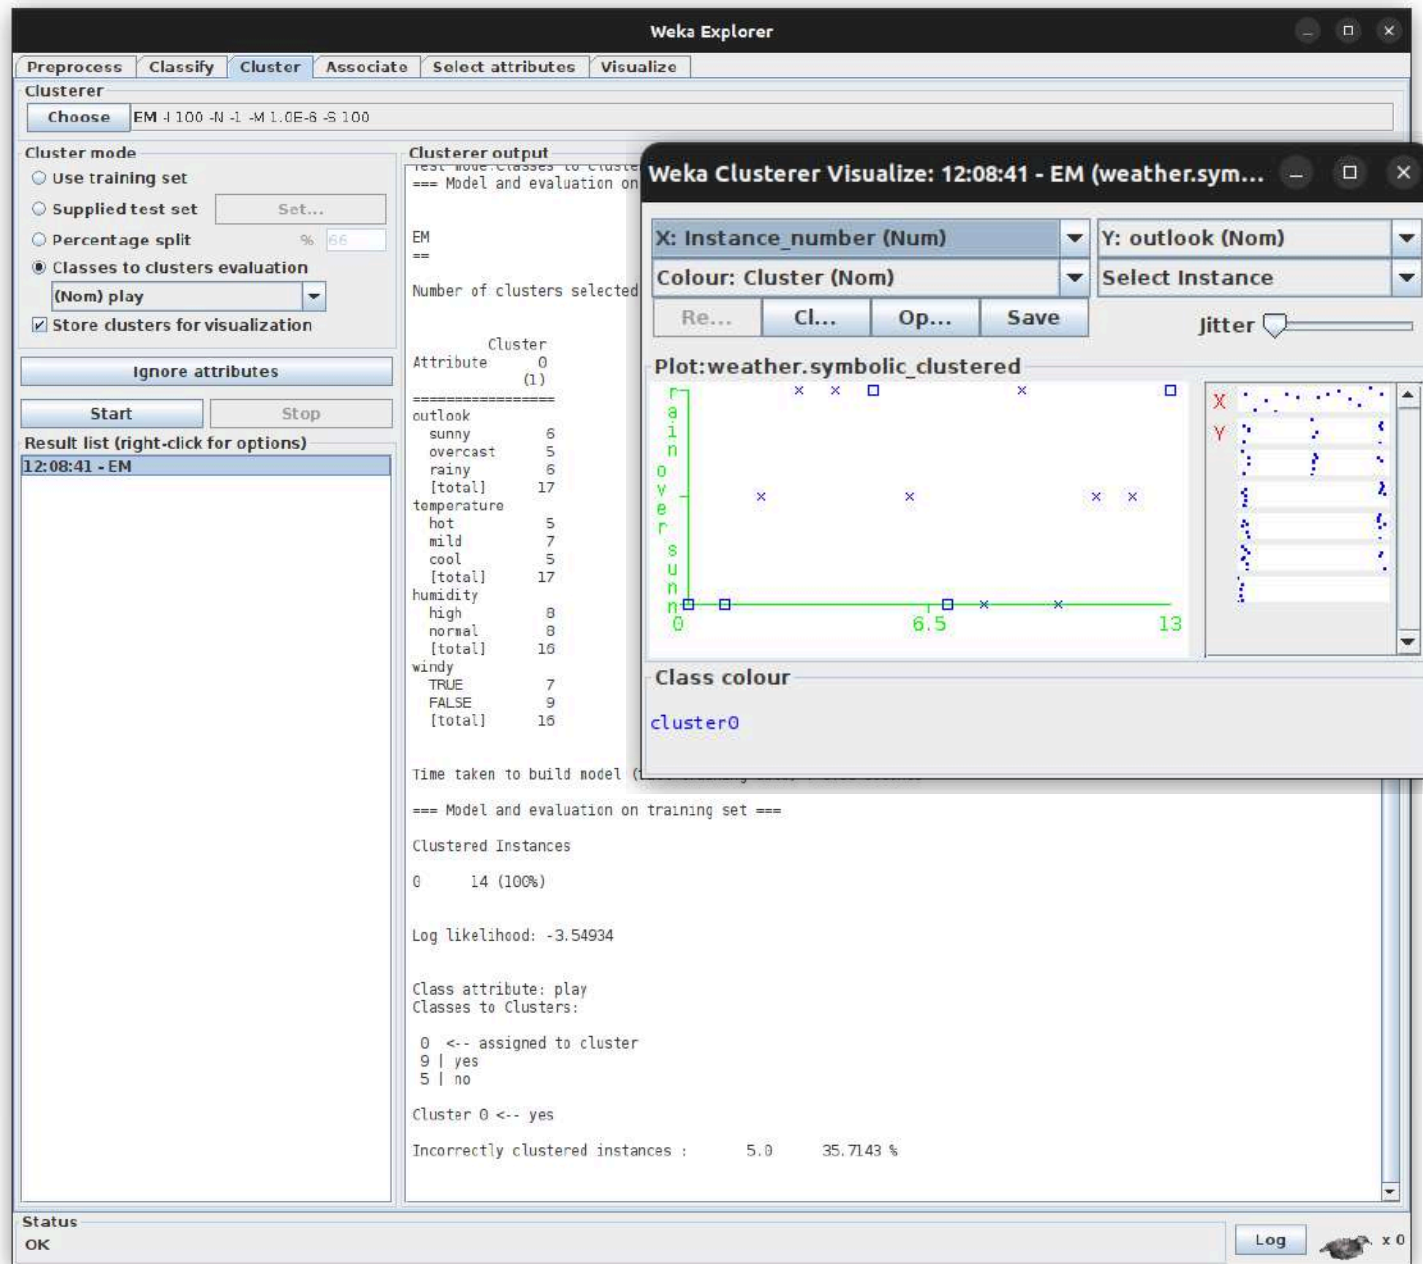 Weka Explorer
Preprocess Classify Cluster Associate Select attributes Visualize
Clusterer
Choose EM -I 100 -N -1 -M 1.0E-6 -S 100
Cluster mode
Use training set
Supplied test set Set...
Percentage split % 66
Classes to clusters evaluation
(Nom) play
Store clusters for visualization
Ignore attributes
Start Stop
Result list (right-click for options)
12:08:41 - EM
Clusterer output
=== Model and evaluation on
EM
==
Number of clusters selected
Cluster
Attribute 0
(1)
=================
outlook
sunny 6
overcast 5
rainy 6
[total] 17
temperature
hot 5
mild 7
cool 5
[total] 17
humidity
high 8
normal 8
[total] 16
windy
TRUE 7
FALSE 9
[total] 16
Time taken to build model (
=== Model and evaluation on training set ===
Clustered Instances
0 14 (100%)
Log likelihood: -3.54934
Class attribute: play
Classes to Clusters:
0 <-- assigned to cluster
9 | yes
5 | no
Cluster 0 <-- yes
Incorrectly clustered instances : 5.0 35.7143 %
Weka Clusterer Visualize: 12:08:41 - EM (weather.sym...
X: Instance_number (Num) Y: outlook (Nom)
Colour: Cluster (Nom) Select Instance
Re... Cl... Op... Save Jitter
Plot:weather.symbolic_clustered
rain
over
sunn
0 6.5 13
X
Y
Class colour
cluster0
Status
OK
Log x 0